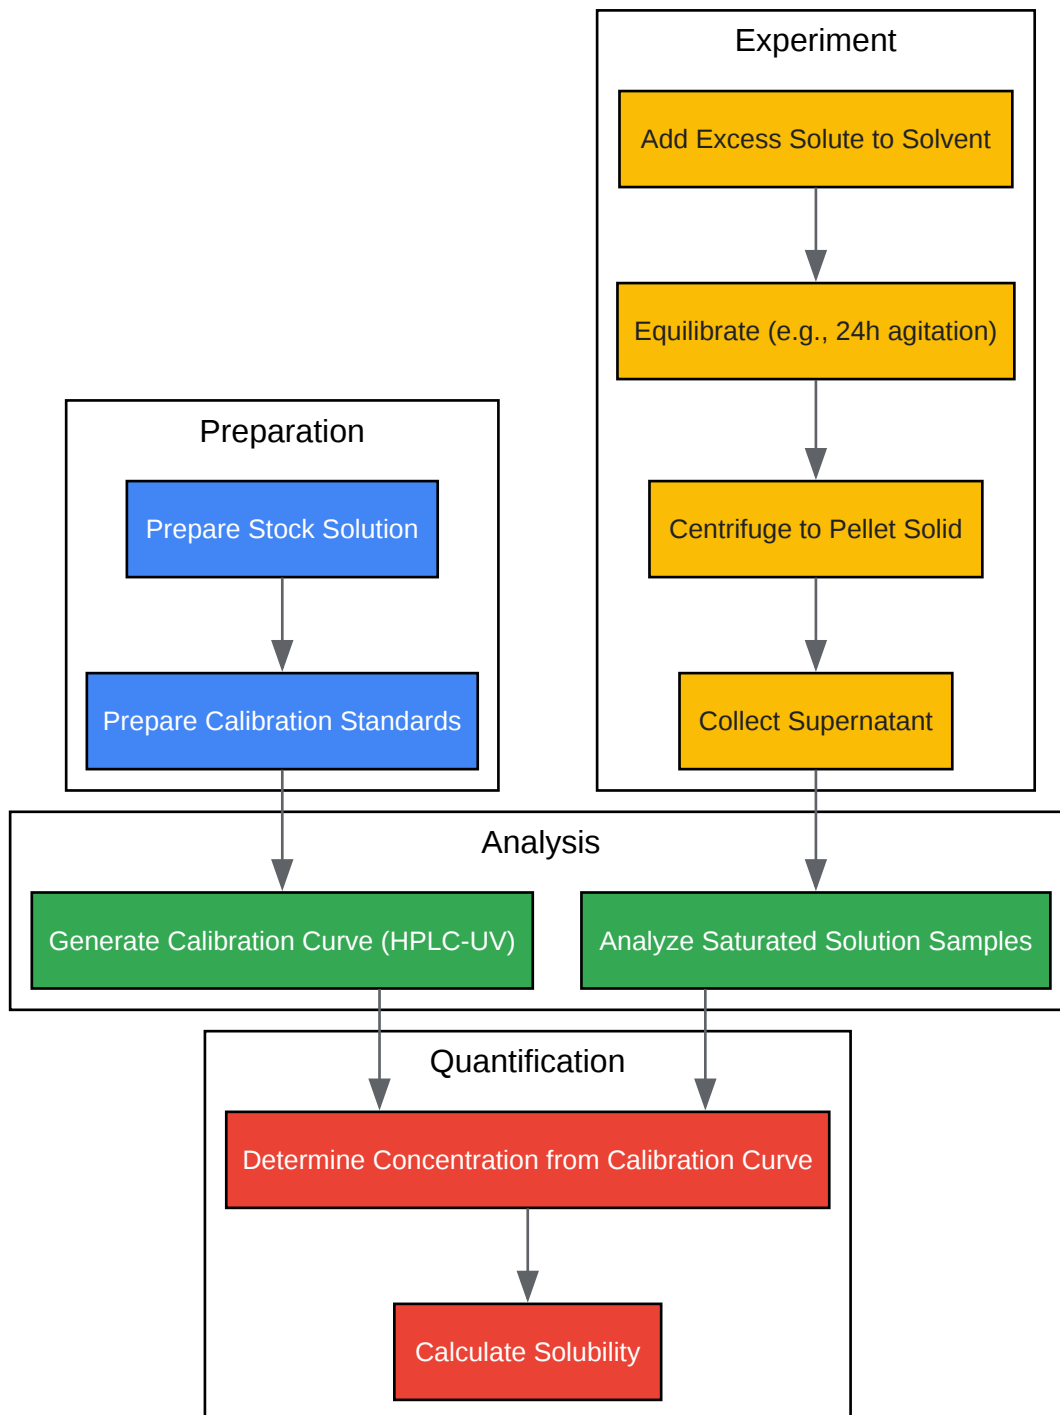 Experiment
Add Excess Solute to Solvent
Equilibrate (e.g., 24h agitation)
Preparation
Prepare Stock Solution
Centrifuge to Pellet Solid
Prepare Calibration Standards
Collect Supernatant
Analysis
Generate Calibration Curve (HPLC-UV)
Analyze Saturated Solution Samples
Quantification
Determine Concentration from Calibration Curve
Calculate Solubility